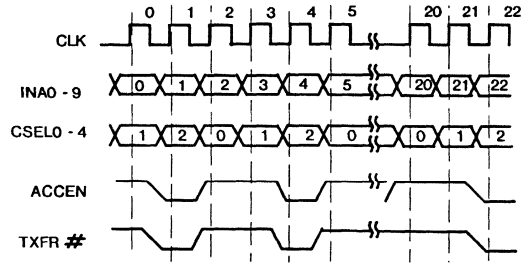 0 1 2 3 4 5 20 21 22
CLK
INA0 - 9 0 1 2 3 4 5 20 21 22
CSEL0 - 4 1 2 0 1 2 0 0 1 2
ACCEN
TXFR #